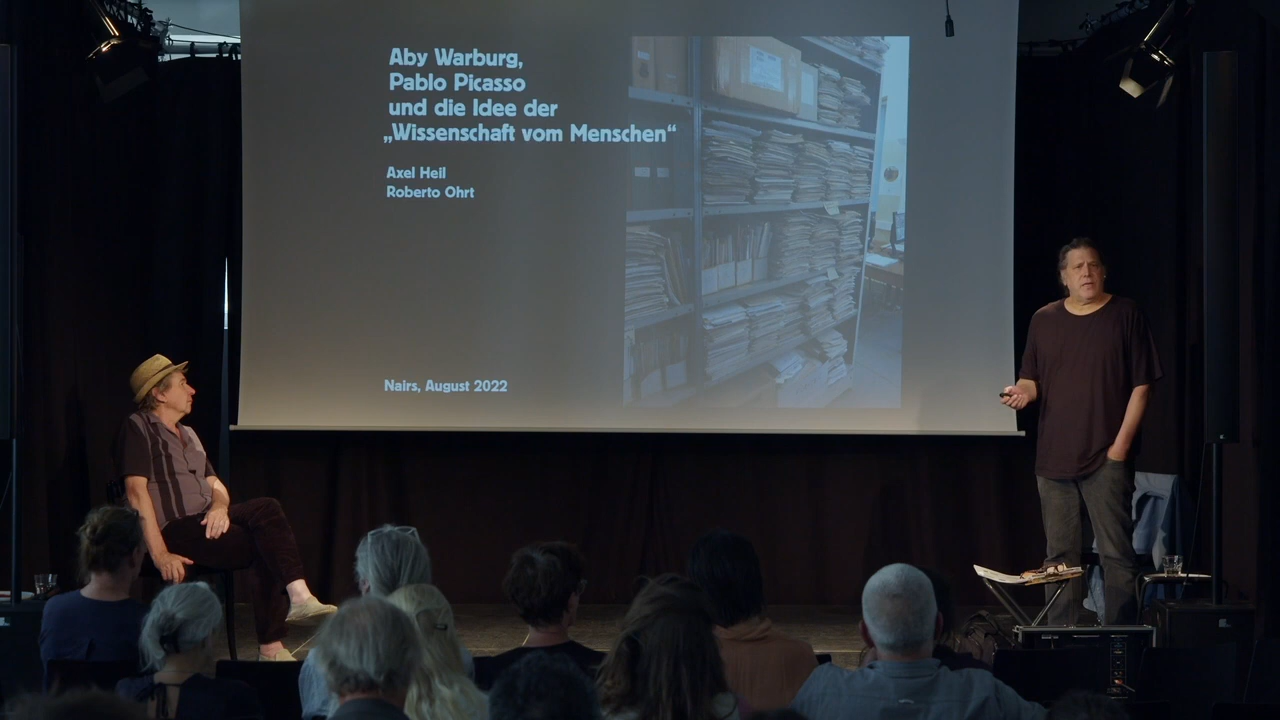 Aby Warburg,
Pablo Picasso
und die Idee der
„Wissenschaft vom Menschen“
Axel Heil
Roberto Ohrt
Nairs, August 2022